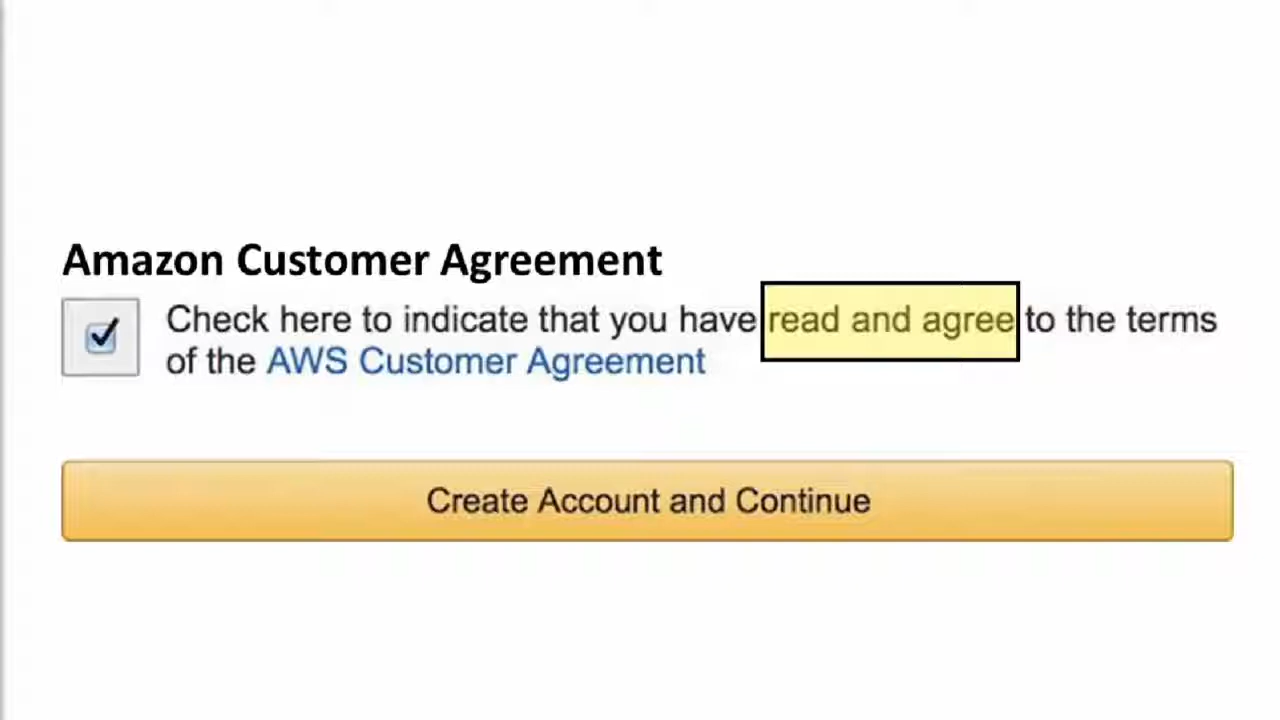 Amazon Customer Agreement
Check here to indicate that you have read and agree to the terms
of the AWS Customer Agreement
Create Account and Continue